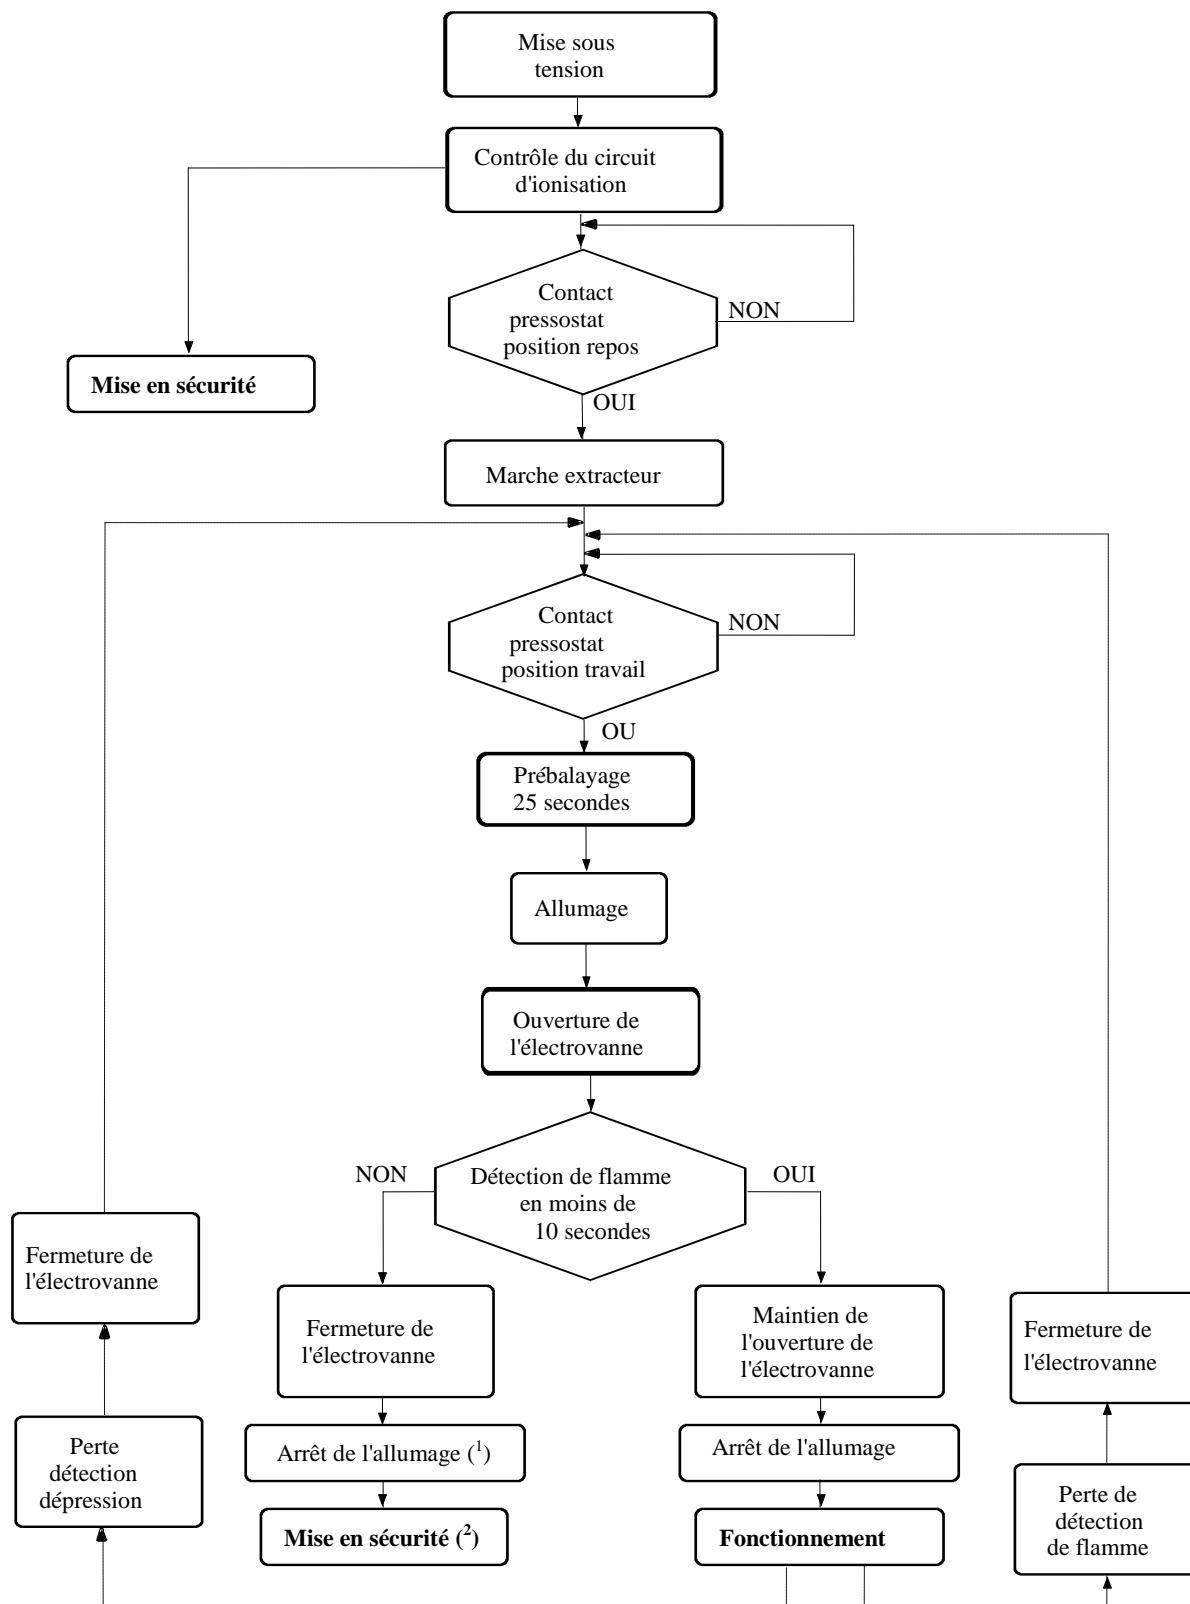 Mise sous
tension
Contrôle du circuit
d'ionisation
Contact
pressostat
position repos
NON
Mise en sécurité
OUI
Marche extracteur
Contact
pressostat
position travail
NON
OU
Prébalayage
25 secondes
Allumage
Ouverture de
l'électrovanne
NON
Détection de flamme
en moins de
10 secondes
OUI
Fermeture de
l'électrovanne
Fermeture de
l'électrovanne
Maintien de
l'ouverture de
l'électrovanne
Fermeture de
l'électrovanne
Perte
détection
dépression
Arrêt de l'allumage (¹)
Arrêt de l'allumage
Perte de
détection
de flamme
Mise en sécurité (²)
Fonctionnement